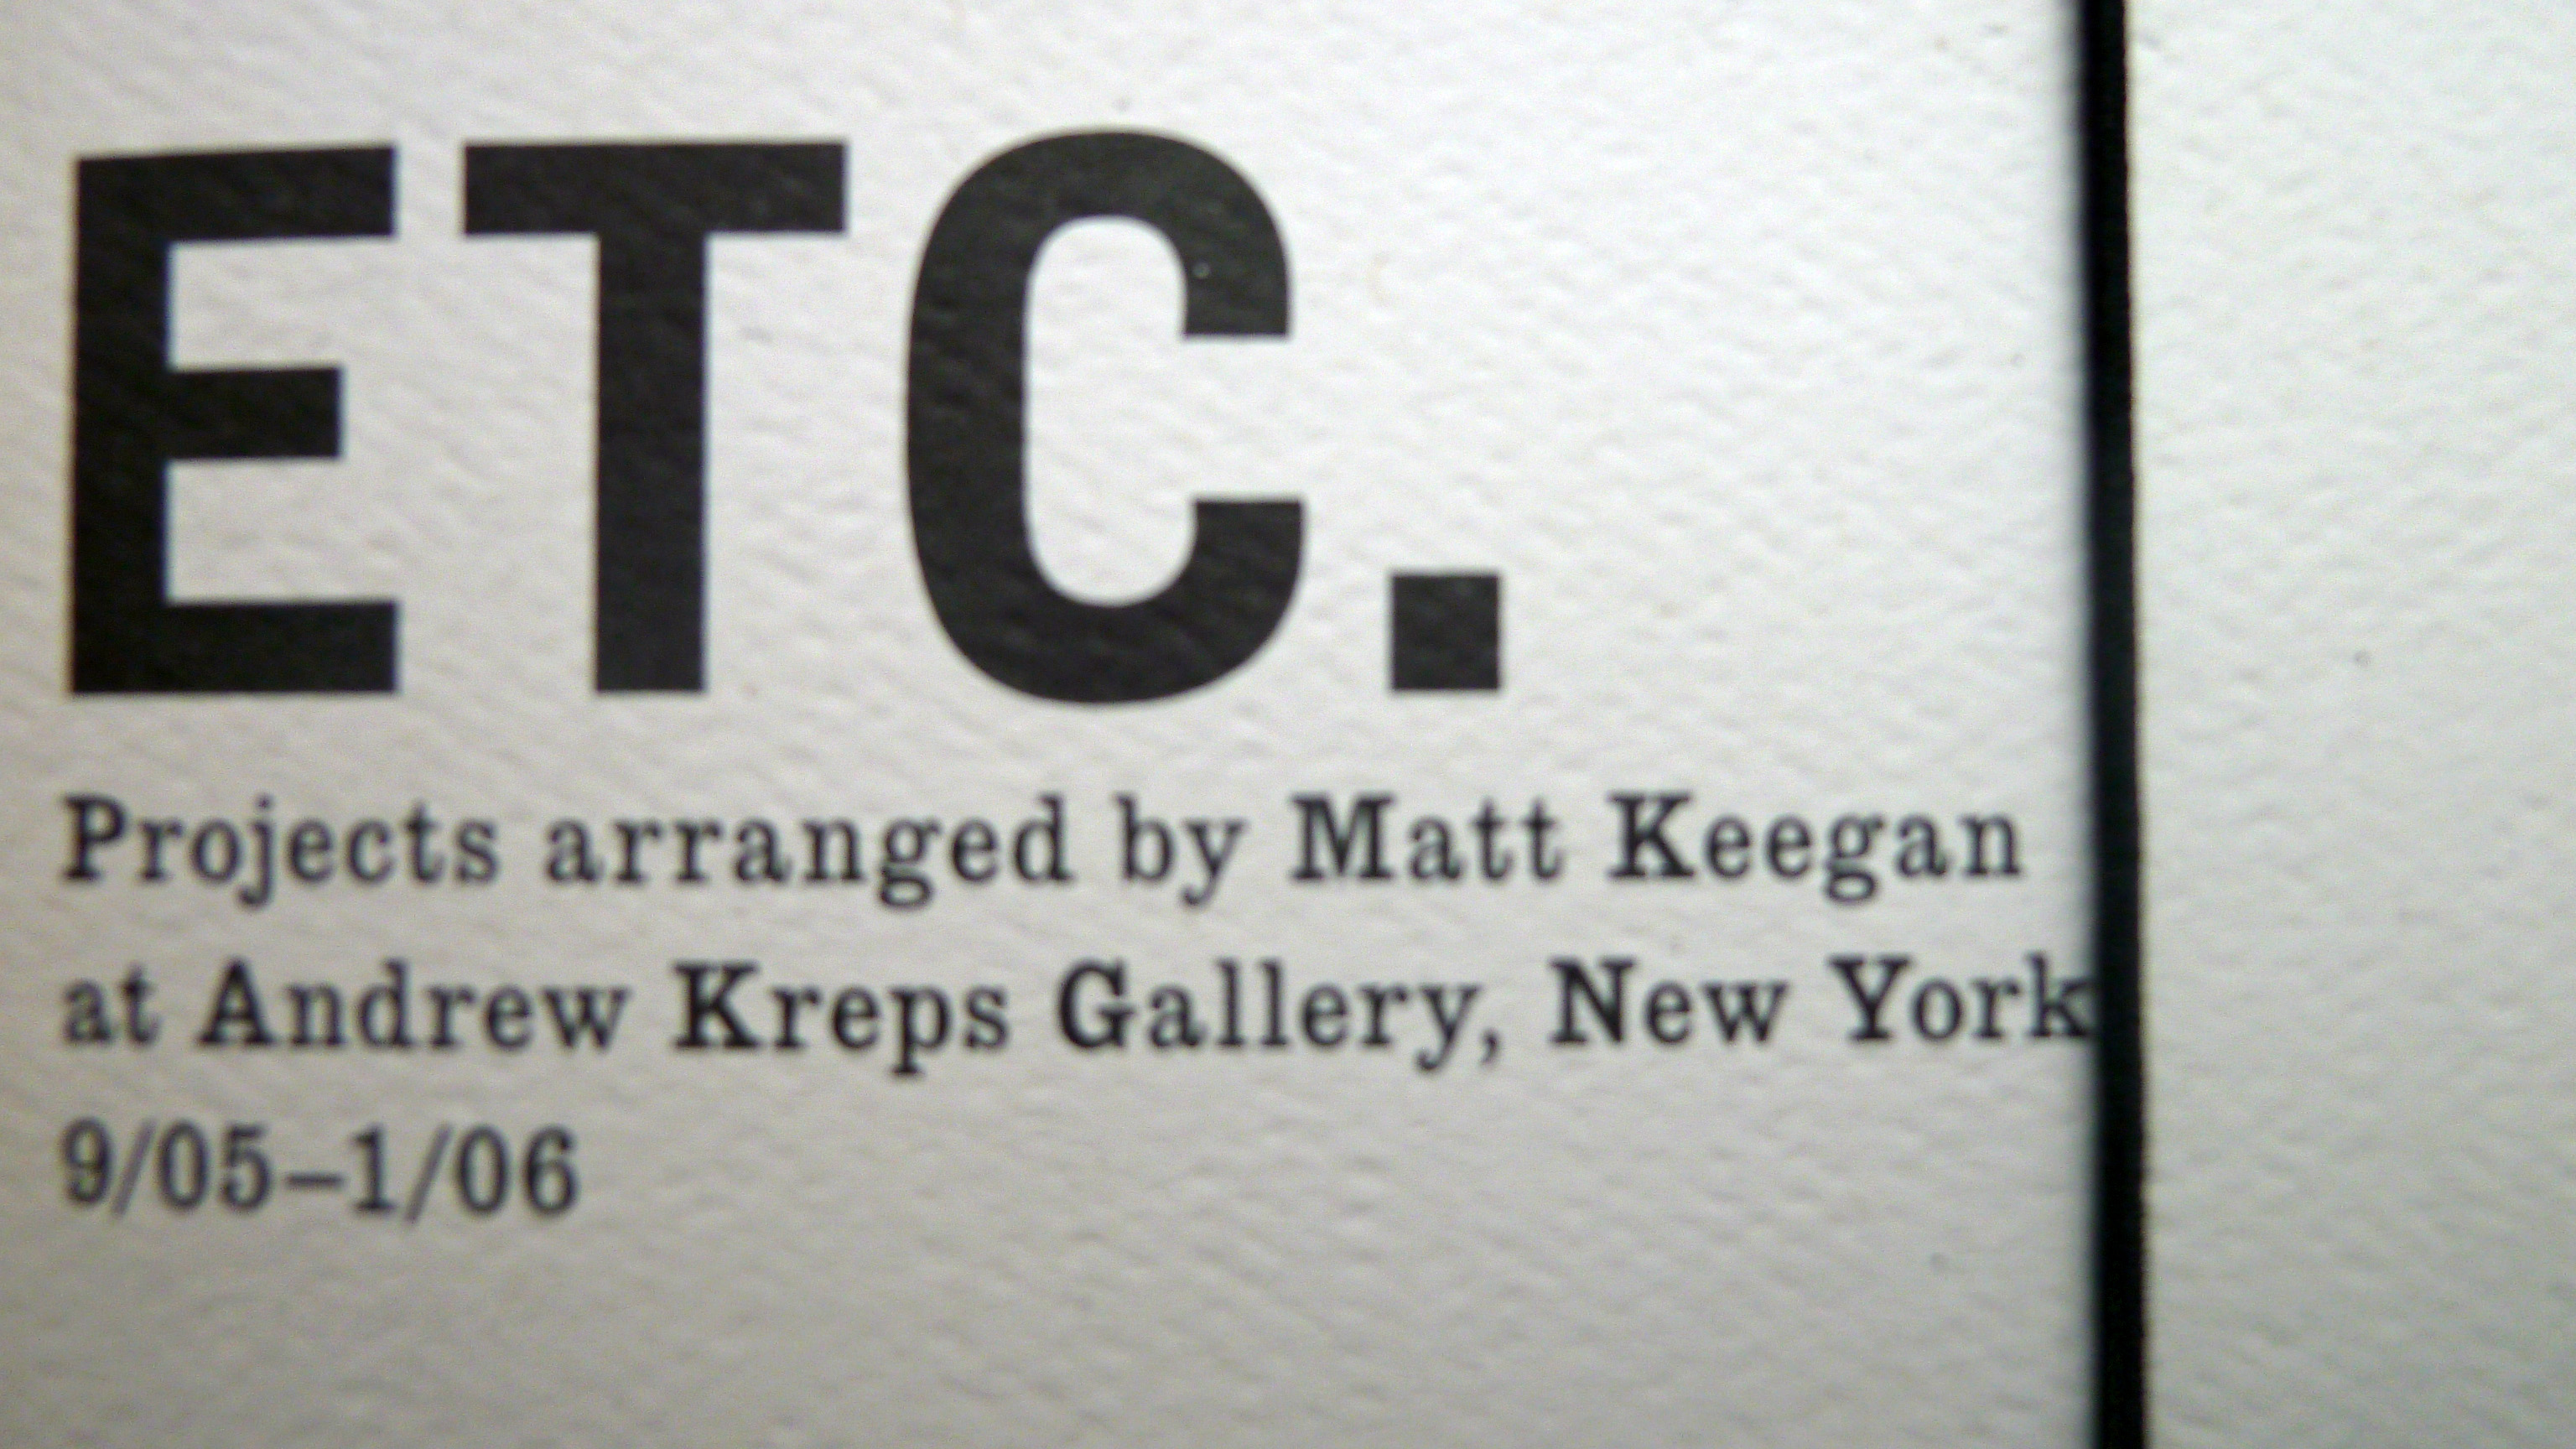 ETC.
Projects arranged by Matt Keegan
at Andrew Kreps Gallery, New York
9/05–1/06